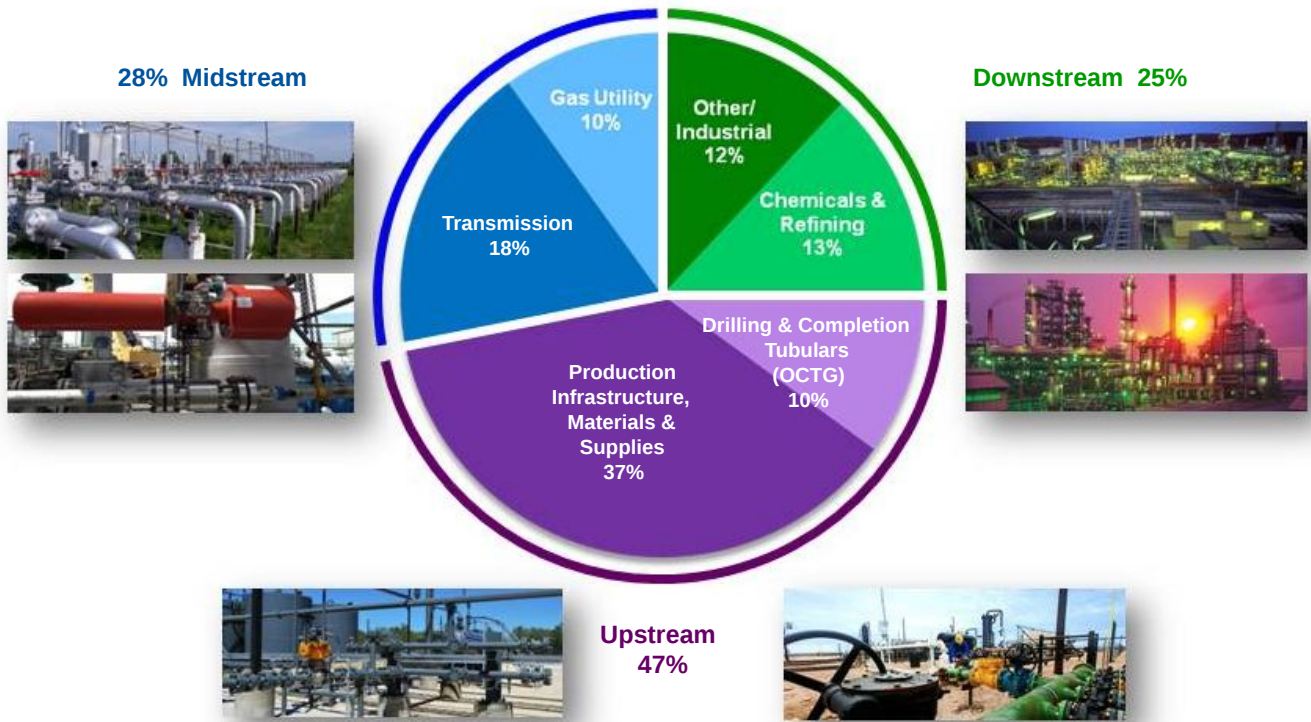 28% Midstream
Downstream 25%
Gas Utility
10%
Other/
Industrial
12%
Transmission
18%
Chemicals &
Refining
13%
Drilling & Completion
Tubulars
(OCTG)
10%
Production
Infrastructure,
Materials &
Supplies
37%
Upstream
47%